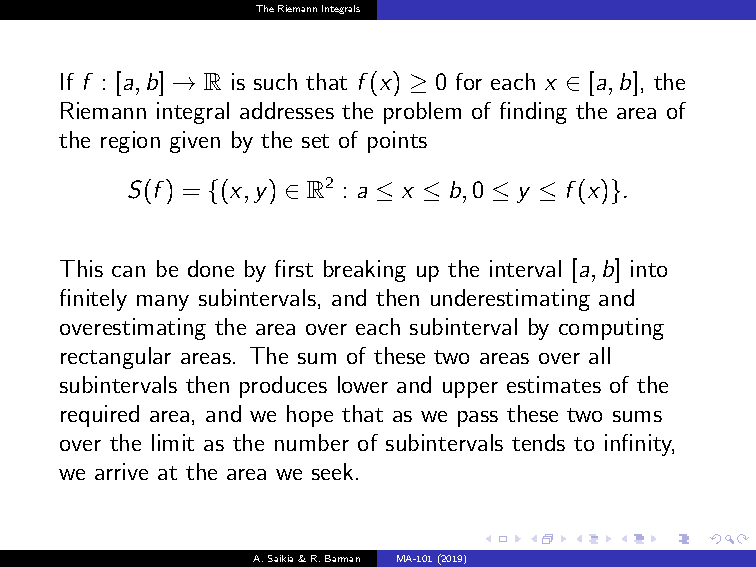 The Riemann Integrals
If f : [a, b] → ℝ is such that f(x) ≥ 0 for each x ∈ [a, b], the
Riemann integral addresses the problem of finding the area of
the region given by the set of points
S(f) = {(x, y) ∈ ℝ² : a ≤ x ≤ b, 0 ≤ y ≤ f(x)}.
This can be done by first breaking up the interval [a, b] into
finitely many subintervals, and then underestimating and
overestimating the area over each subinterval by computing
rectangular areas. The sum of these two areas over all
subintervals then produces lower and upper estimates of the
required area, and we hope that as we pass these two sums
over the limit as the number of subintervals tends to infinity,
we arrive at the area we seek.
A. Saikia & R. Barman MA-101 (2019)